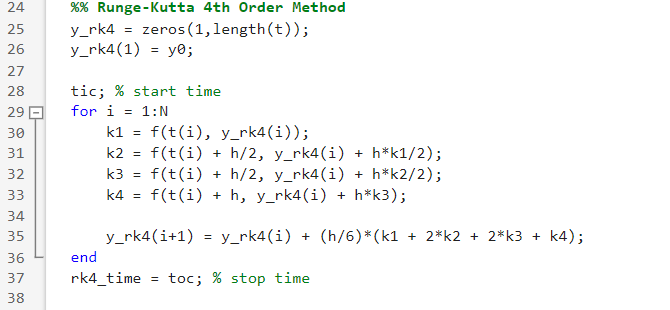 24 %% Runge-Kutta 4th Order Method
25 y_rk4 = zeros(1,length(t));
26 y_rk4(1) = y0;
27
28 tic; % start time
29 for i = 1:N
30 k1 = f(t(i), y_rk4(i));
31 k2 = f(t(i) + h/2, y_rk4(i) + h*k1/2);
32 k3 = f(t(i) + h/2, y_rk4(i) + h*k2/2);
33 k4 = f(t(i) + h, y_rk4(i) + h*k3);
34
35 y_rk4(i+1) = y_rk4(i) + (h/6)*(k1 + 2*k2 + 2*k3 + k4);
36 end
37 rk4_time = toc; % stop time
38